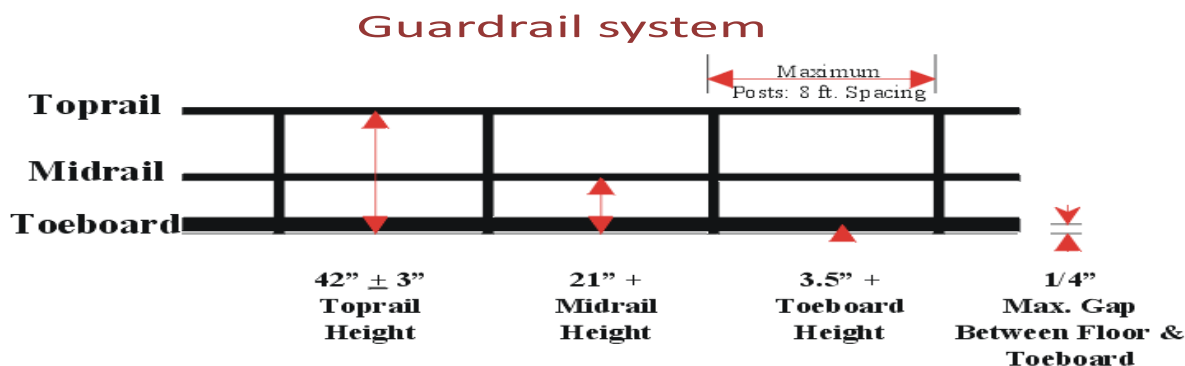 Guardrail system
Maximum
Posts: 8 ft. Spacing
Toprail
Midrail
Toeboard
42” ± 3”
Toprail
Height
21” +
Midrail
Height
3.5” +
Toeboard
Height
1/4”
Max. Gap
Between Floor &
Toeboard